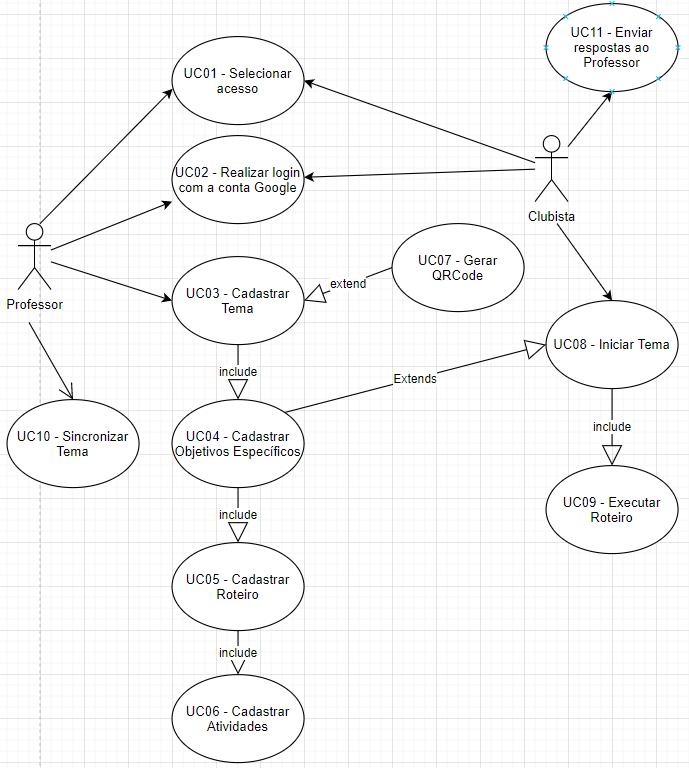 UC11 - Enviar
respostas ao
Professor
UC01 - Selecionar
acesso
UC02 - Realizar login
com a conta Google
Clubista
UC07 - Gerar
QRCode
extend
UC03 - Cadastrar
Tema
Professor
UC08 - Iniciar Tema
include
Extends
UC10 - Sincronizar
Tema
UC04 - Cadastrar
Objetivos Específicos
include
UC09 - Executar
Roteiro
include
UC05 - Cadastrar
Roteiro
include
UC06 - Cadastrar
Atividades